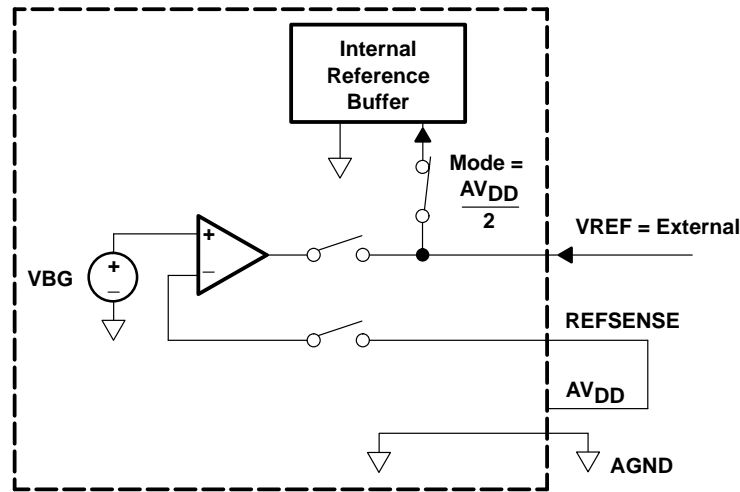 Internal
Reference
Buffer
Mode =
AVDD
2
VREF = External
+
−
VBG
+
−
REFSENSE
AVDD
AGND